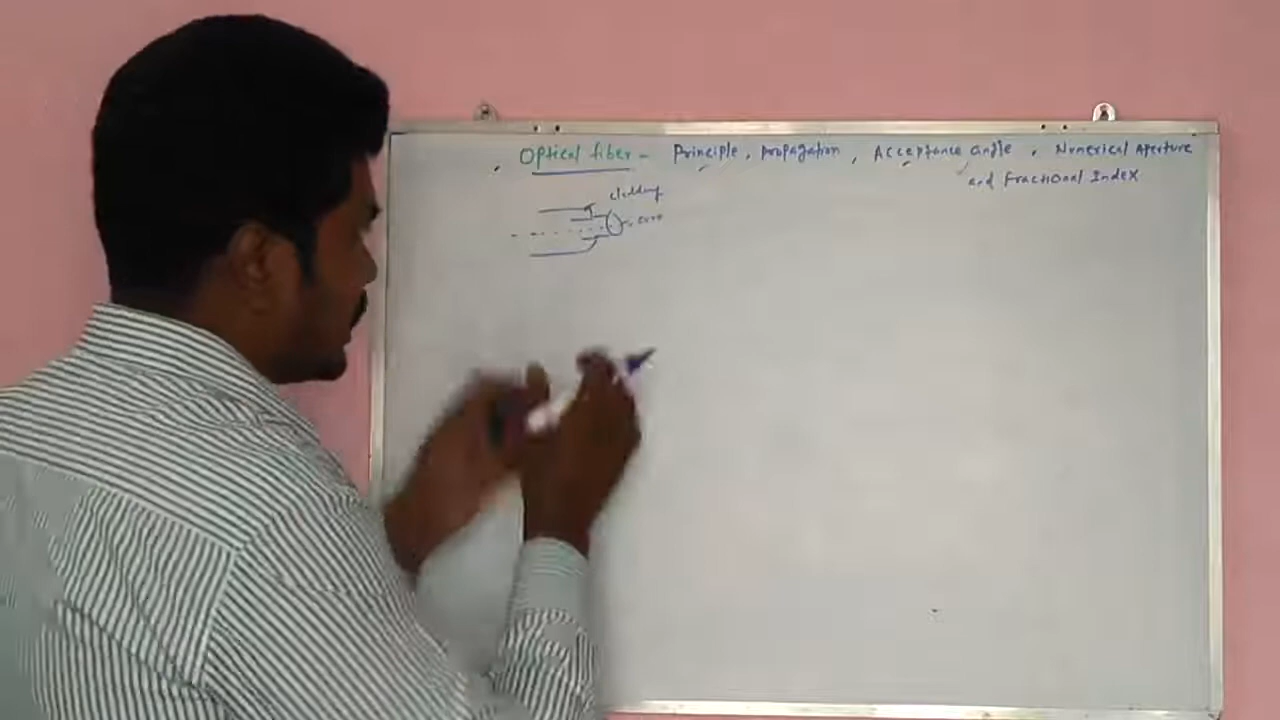 Optical fiber - Principle, propagation, Acceptance angle, Numerical Aperture
and Fractional Index
cladding
core